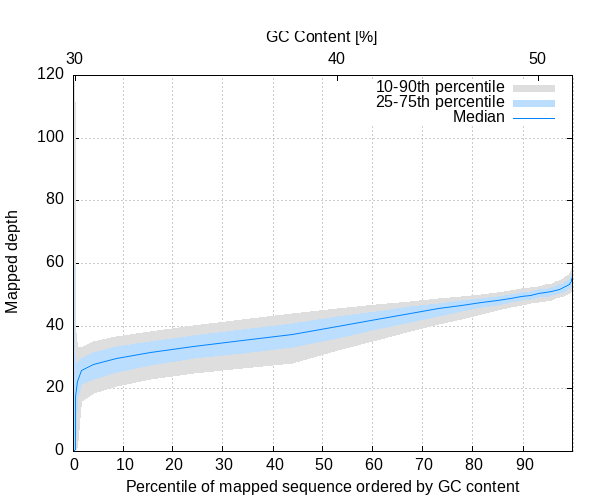 GC Content [%]
30 40 50
120
10-90th percentile
25-75th percentile
Median
100
80
60
40
20
0
Mapped depth
0 10 20 30 40 50 60 70 80 90 100
Percentile of mapped sequence ordered by GC content